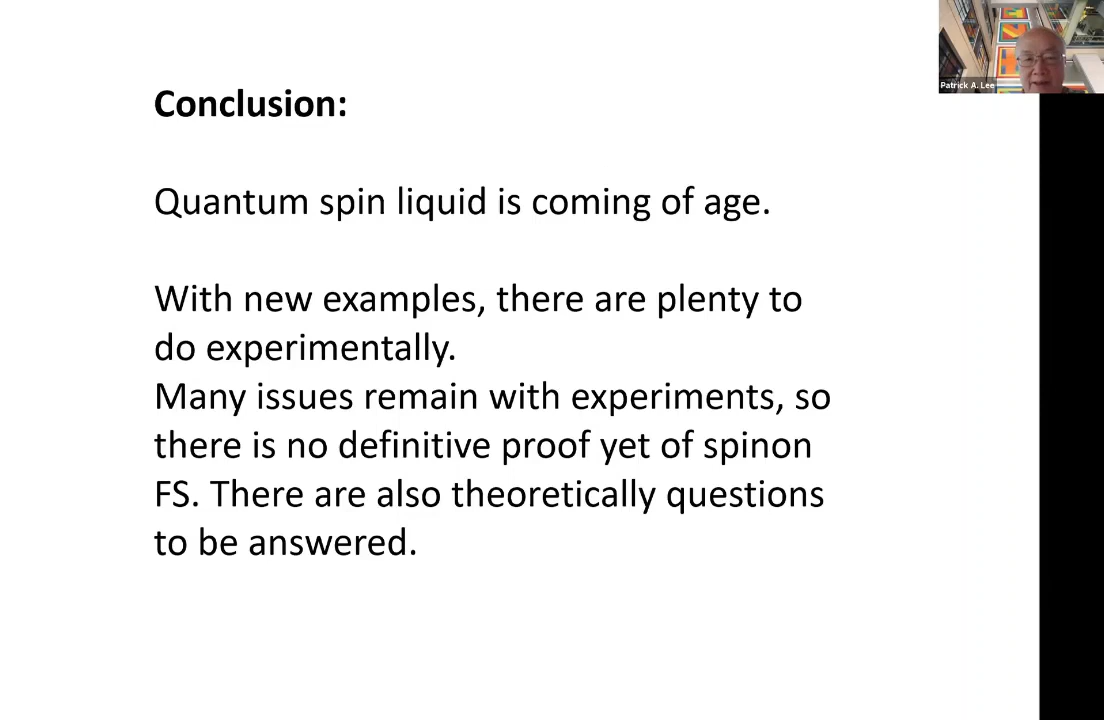 Patrick A. Lee
Conclusion:
Quantum spin liquid is coming of age.
With new examples, there are plenty to
do experimentally.
Many issues remain with experiments, so
there is no definitive proof yet of spinon
FS. There are also theoretically questions
to be answered.